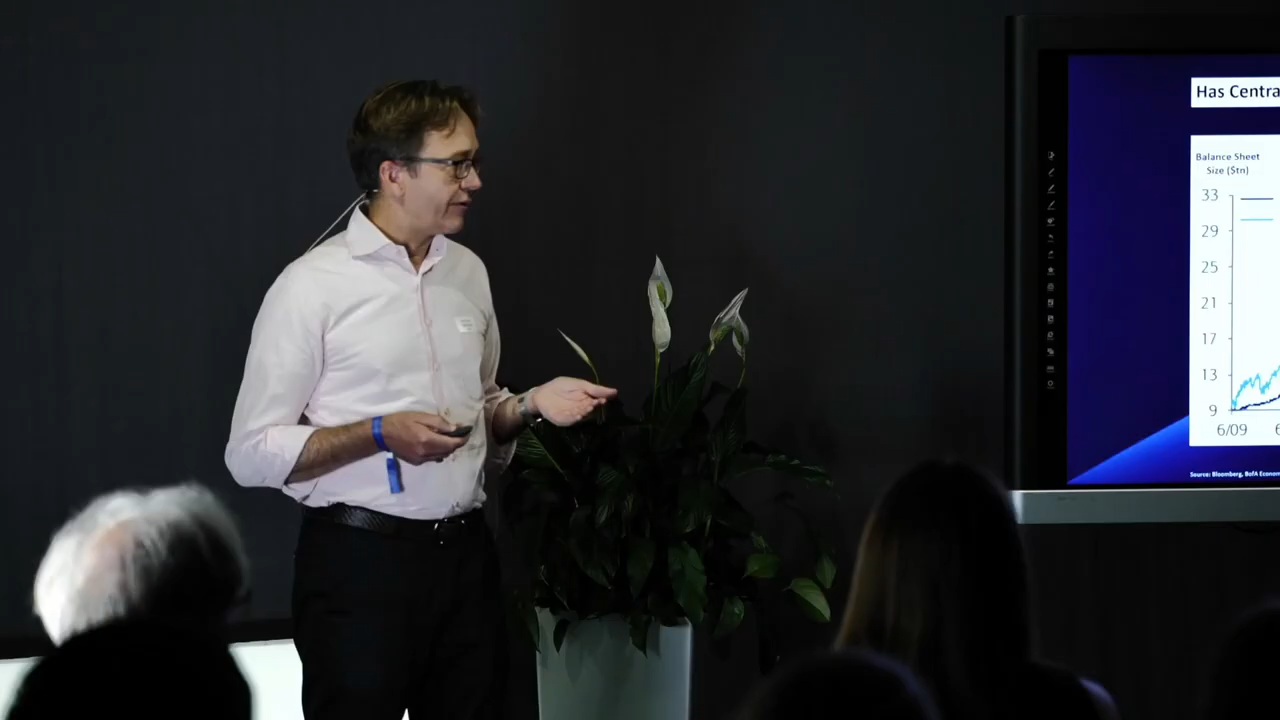 Has Centra
Balance Sheet
Size ($tn)
33
29
25
21
17
13
9
6/09
6
Source: Bloomberg, BofA Econom